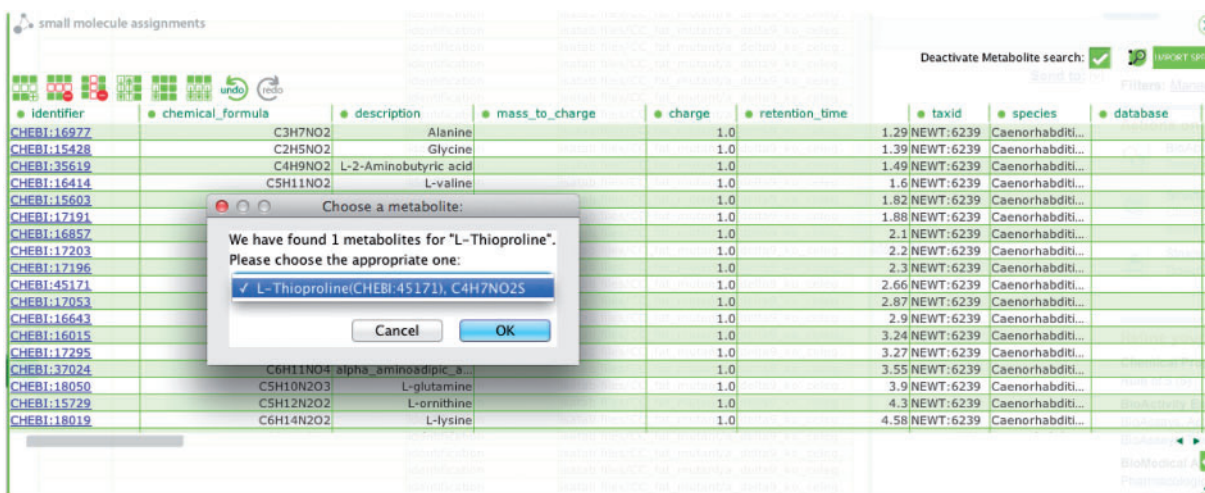 small molecule assignments
Deactivate Metabolite search:
undo redo
identifier chemical_formula description mass_to_charge charge retention_time taxid species database
CHEBI:16977 C3H7NO2 Alanine 1.0 1.29 NEWT:6239 Caenorhabditi...
CHEBI:15428 C2H5NO2 Glycine 1.0 1.39 NEWT:6239 Caenorhabditi...
CHEBI:35619 C4H9NO2 L-2-Aminobutyric acid 1.0 1.49 NEWT:6239 Caenorhabditi...
CHEBI:16414 C5H11NO2 L-valine 1.0 1.6 NEWT:6239 Caenorhabditi...
CHEBI:15603 1.0 1.82 NEWT:6239 Caenorhabditi...
CHEBI:17191 1.0 1.88 NEWT:6239 Caenorhabditi...
CHEBI:16857 1.0 2.1 NEWT:6239 Caenorhabditi...
CHEBI:17203 1.0 2.2 NEWT:6239 Caenorhabditi...
CHEBI:17196 1.0 2.3 NEWT:6239 Caenorhabditi...
CHEBI:45171 1.0 2.66 NEWT:6239 Caenorhabditi...
CHEBI:17053 1.0 2.87 NEWT:6239 Caenorhabditi...
CHEBI:16643 1.0 2.9 NEWT:6239 Caenorhabditi...
CHEBI:16015 1.0 3.24 NEWT:6239 Caenorhabditi...
CHEBI:17295 1.0 3.27 NEWT:6239 Caenorhabditi...
CHEBI:37024 C6H11NO4 alpha_aminoadipic_a... 1.0 3.55 NEWT:6239 Caenorhabditi...
CHEBI:18050 C5H10N2O3 L-glutamine 1.0 3.9 NEWT:6239 Caenorhabditi...
CHEBI:15729 C5H12N2O2 L-ornithine 1.0 4.3 NEWT:6239 Caenorhabditi...
CHEBI:18019 C6H14N2O2 L-lysine 1.0 4.58 NEWT:6239 Caenorhabditi...
Choose a metabolite:
We have found 1 metabolites for "L-Thioproline".
Please choose the appropriate one:
✓ L-Thioproline(CHEBI:45171), C4H7NO2S
Cancel OK